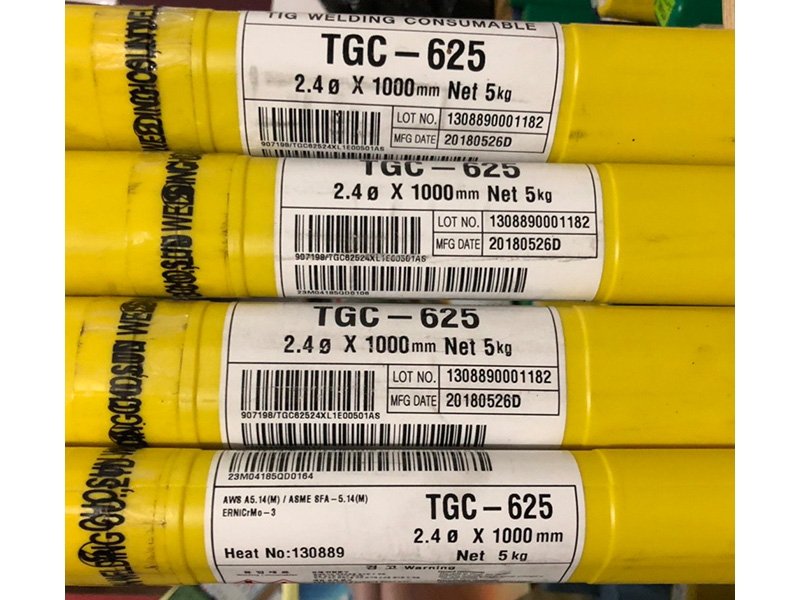 TIG WELDING CONSUMABLE
TGC-625
2.4ø X 1000mm Net 5kg
LOT NO. 1308890001182
MFG DATE 20180526D
907198/TGC62524XL1E00501AS
TGC-625
2.4ø X 1000mm Net 5kg
LOT NO. 1308890001182
MFG DATE 20180526D
907198/TGC62524XL1E00501AS
23M04185QD0166
TGC-625
2.4ø X 1000mm Net 5kg
LOT NO. 1308890001182
MFG DATE 20180526D
907198/TGC62524XL1E00501AS
23M04185QD0164
AWS A5.14(M) / ASME SFA-5.14(M)
ERNiCrMo-3
TGC-625
2.4ø X 1000mm
Heat No:130889
Net 5kg
경고 Warning